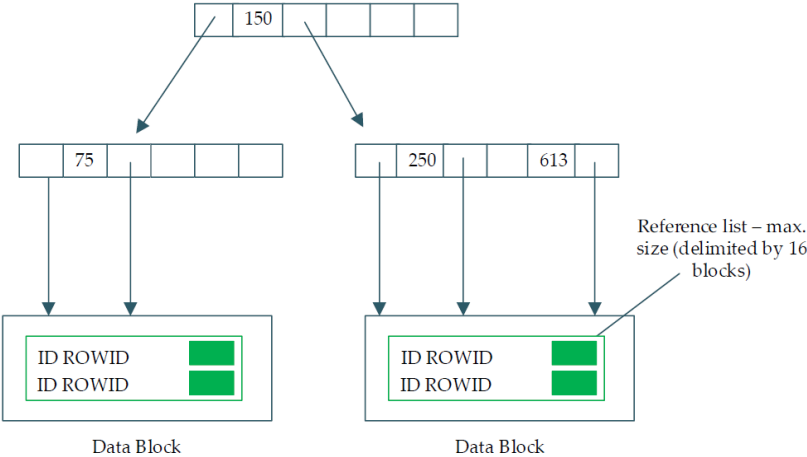 150
75
250 613
Reference list – max.
size (delimited by 16
blocks)
ID ROWID
ID ROWID
ID ROWID
ID ROWID
Data Block
Data Block